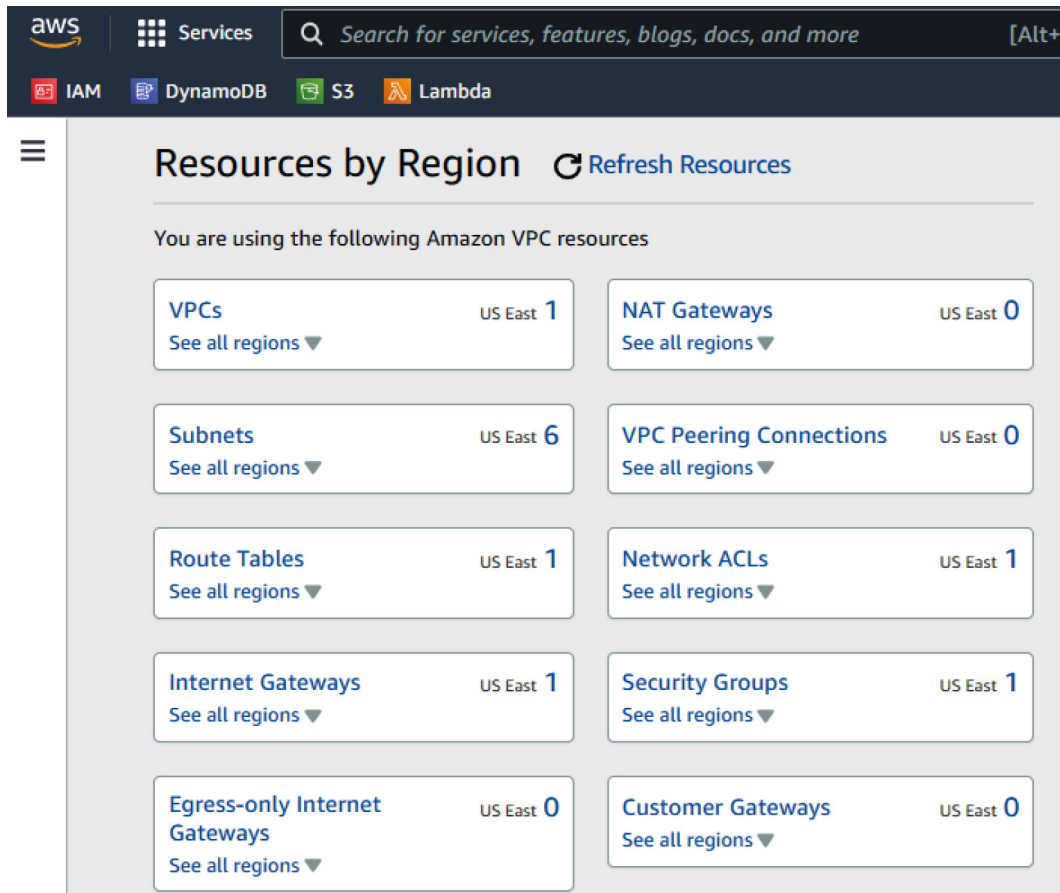 aws
Services
Search for services, features, blogs, docs, and more
[Alt+
IAM
DynamoDB
S3
Lambda
Resources by Region
Refresh Resources
You are using the following Amazon VPC resources
VPCs
US East 1
See all regions
NAT Gateways
US East 0
See all regions
Subnets
US East 6
See all regions
VPC Peering Connections
US East 0
See all regions
Route Tables
US East 1
See all regions
Network ACLs
US East 1
See all regions
Internet Gateways
US East 1
See all regions
Security Groups
US East 1
See all regions
Egress-only Internet
Gateways
US East 0
See all regions
Customer Gateways
US East 0
See all regions